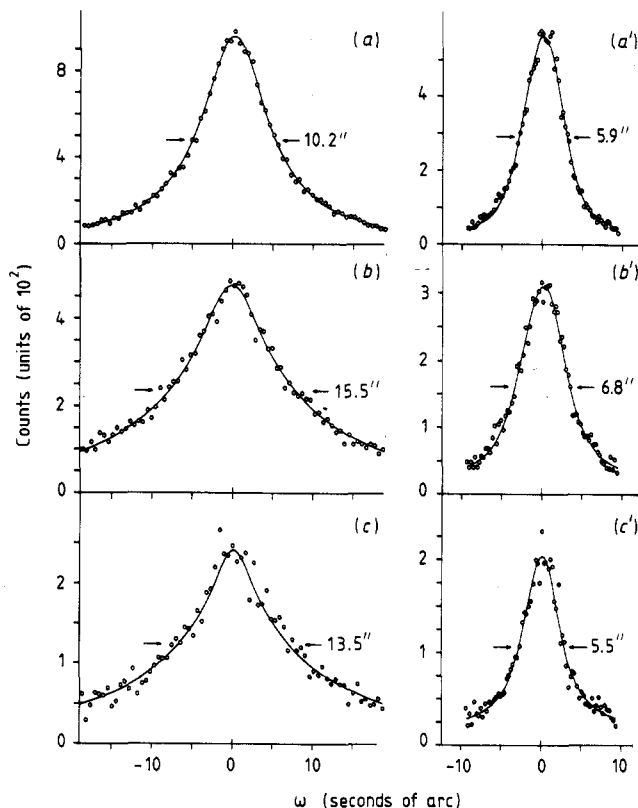 (a)
8
4
0
10.2"
(a')
4
2
0
5.9"
(b)
4
2
0
15.5"
(b')
3
2
1
0
6.8"
(c)
2
1
0
13.5"
(c')
2
1
0
5.5"
-10 0 10
-10 0 10
Counts (units of 10²)
ω (seconds of arc)